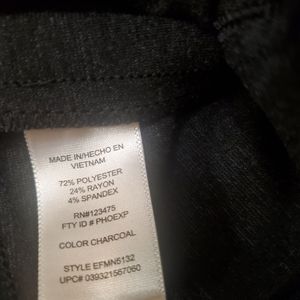 MADE IN/HECHO EN
VIETNAM
72% POLYESTER
24% RAYON
4% SPANDEX
RN#123475
FTY ID # PHOEXP
COLOR CHARCOAL
STYLE EFMN5132
UPC# 039321567060